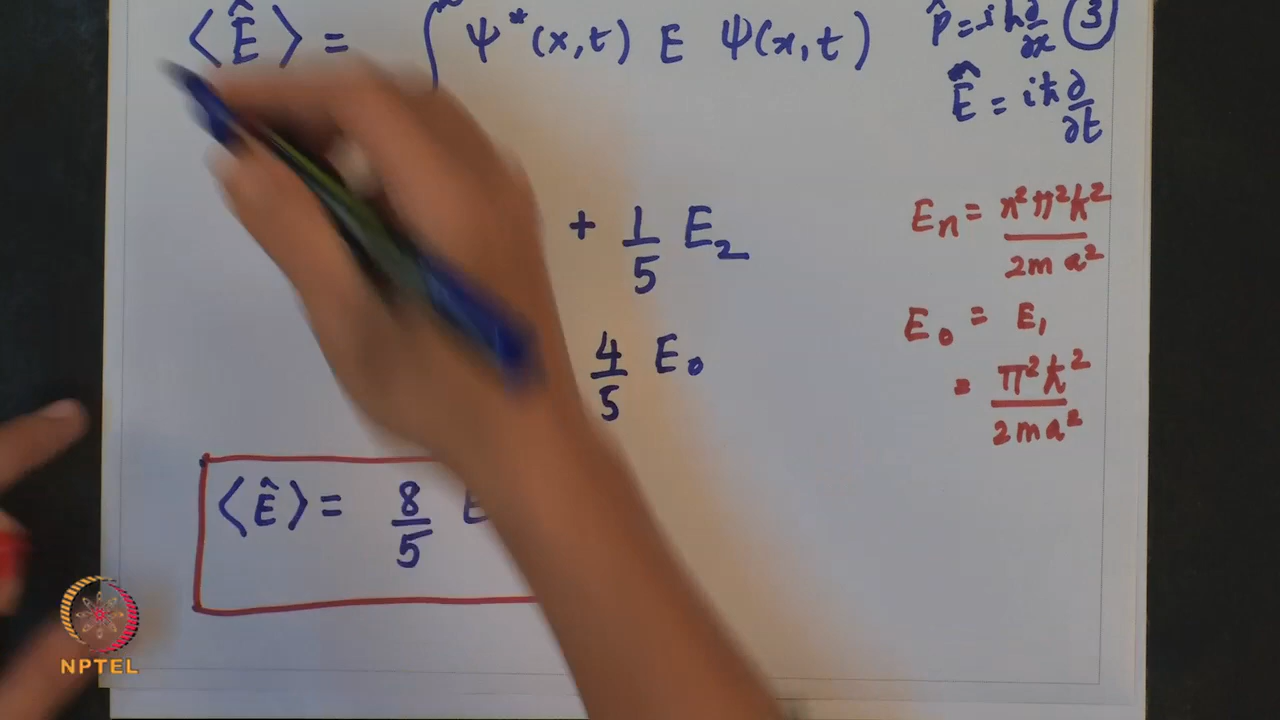 ⟨Ê⟩ = ∫ ψ*(x,t) E ψ(x,t)
p̂ = iħ ∂/∂x ③
Ê = iħ ∂/∂t
+ 1/5 E₂
4/5 E₀
⟨Ê⟩ = 8/5 E
Eₙ = n²π²ħ²/2ma²
E₀ = E₁
= π²ħ²/2ma²
NPTEL